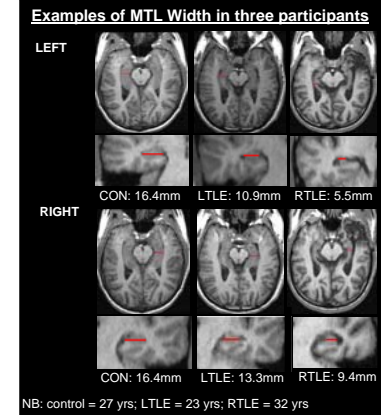 Examples of MTL Width in three participants
LEFT
CON: 16.4mm LTLE: 10.9mm RTLE: 5.5mm
RIGHT
CON: 16.4mm LTLE: 13.3mm RTLE: 9.4mm
NB: control = 27 yrs; LTLE = 23 yrs; RTLE = 32 yrs